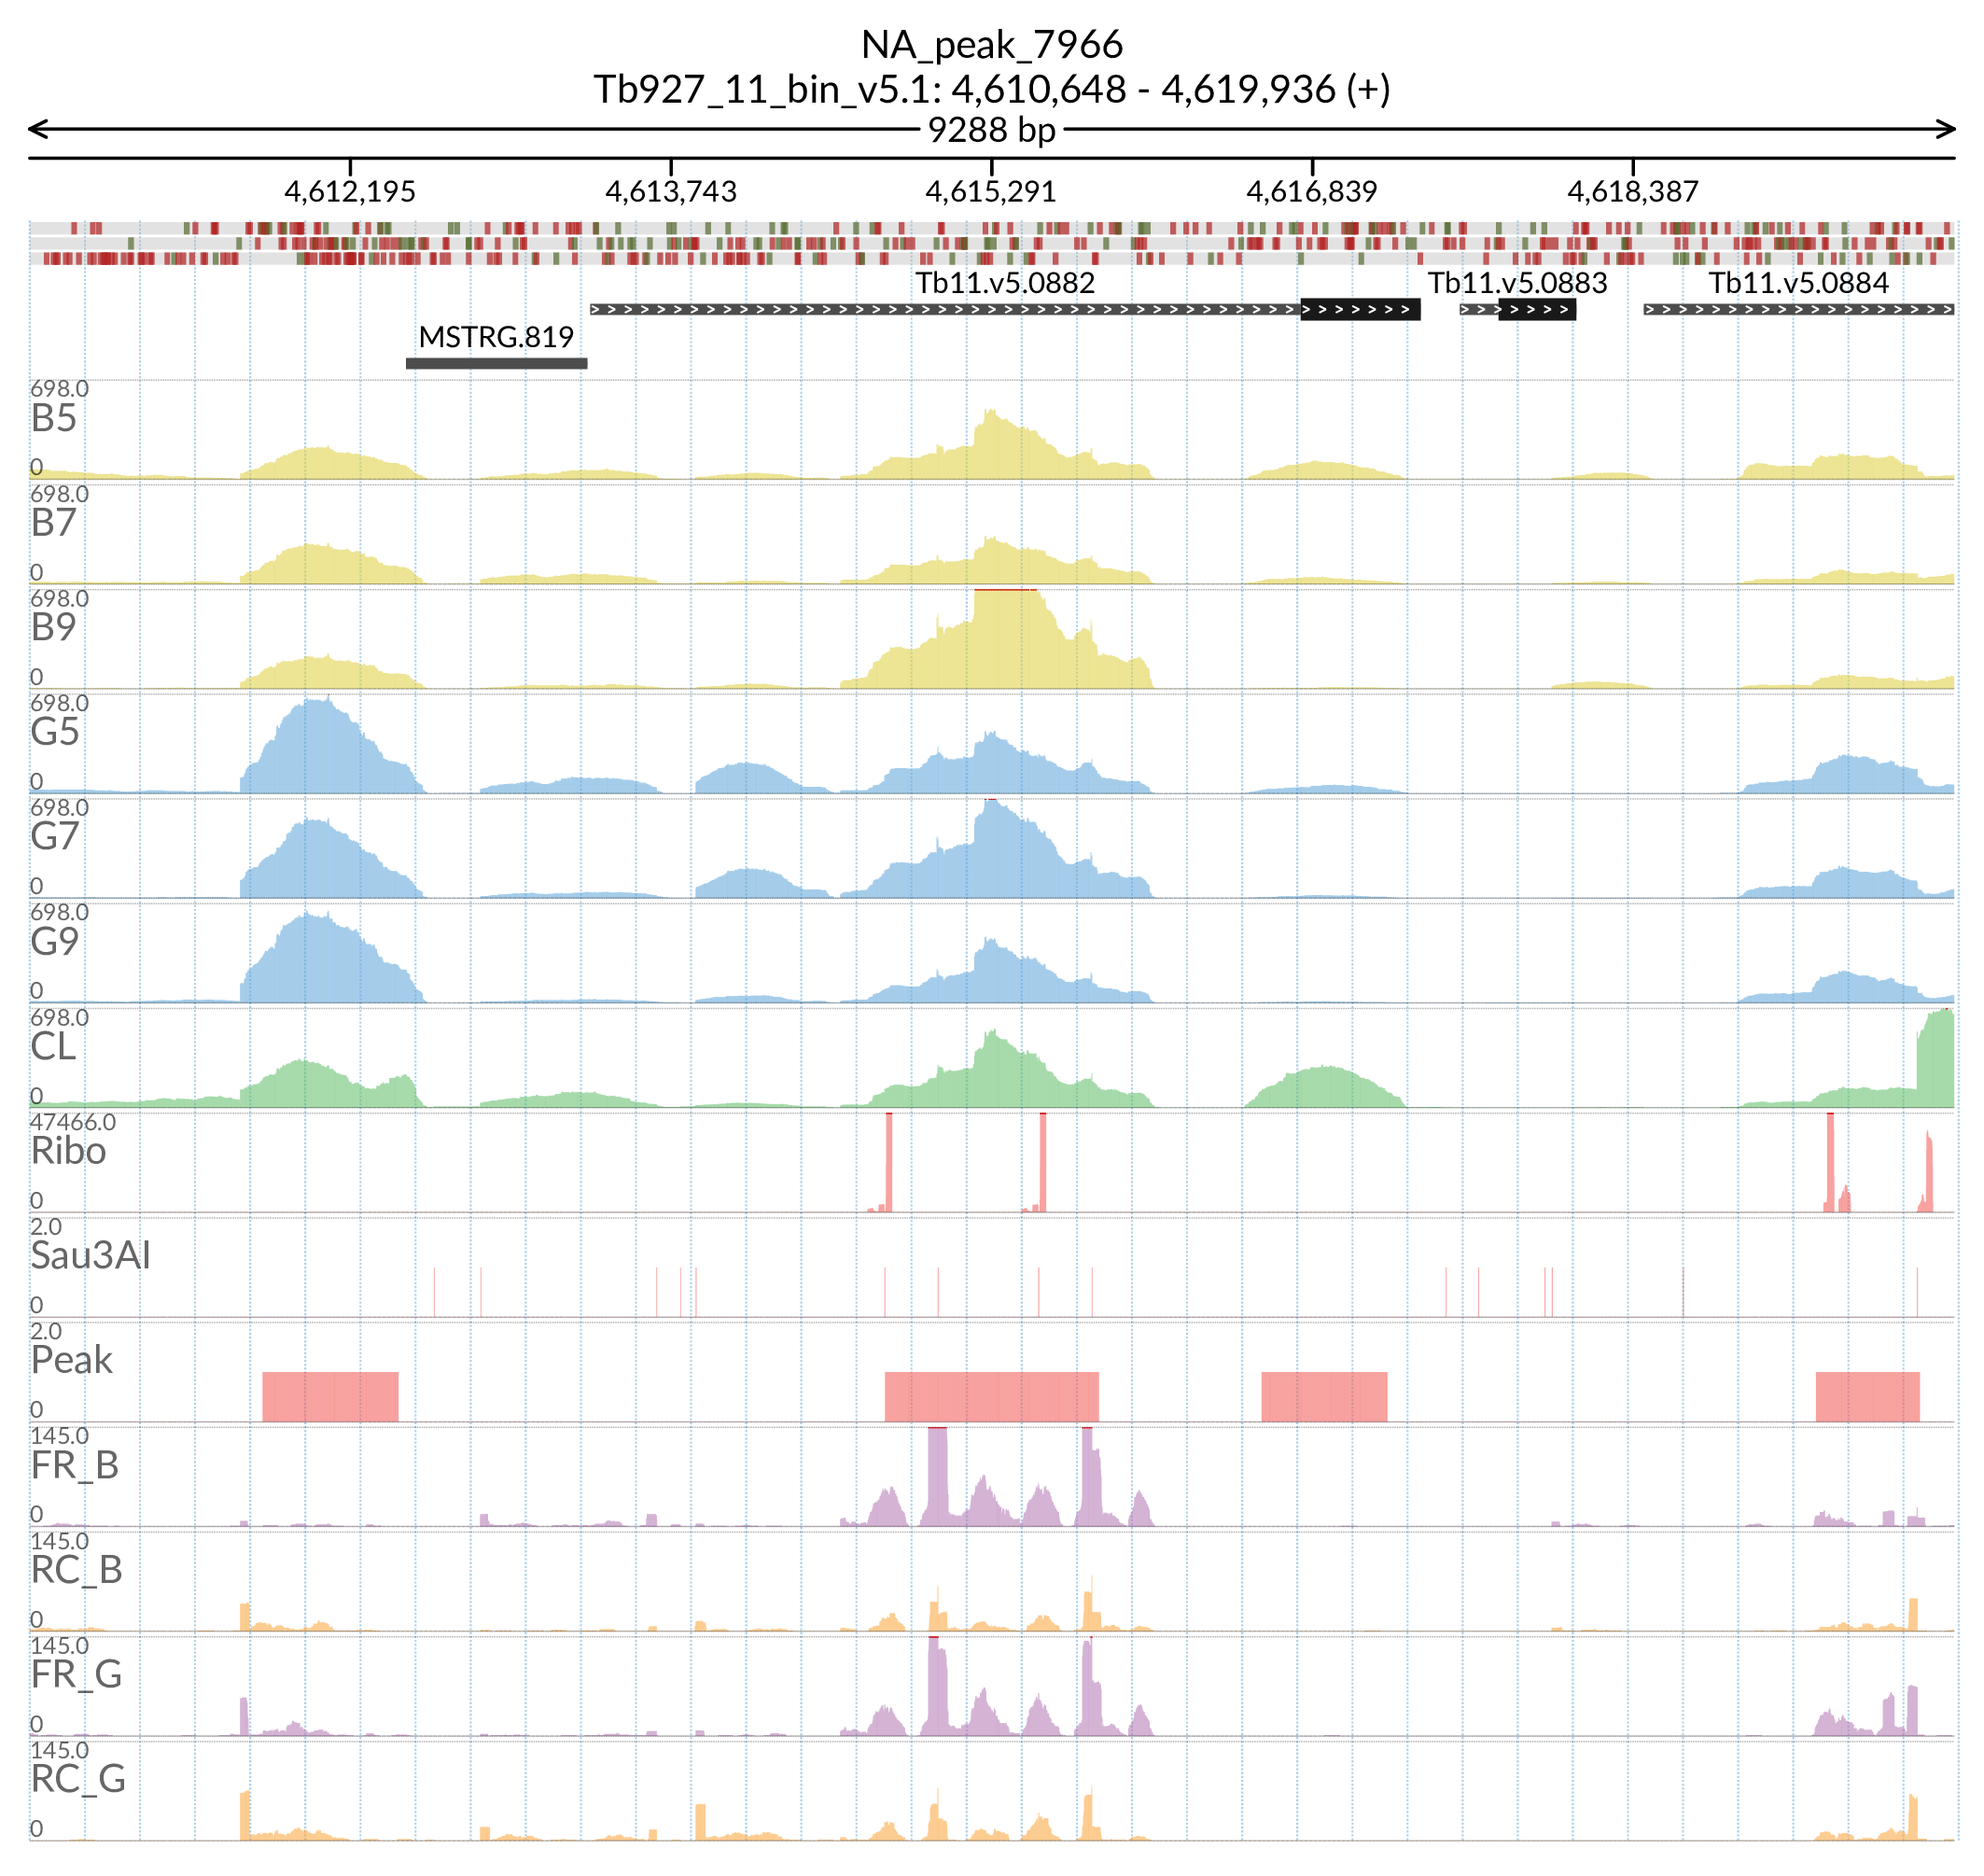 NA_peak_7966
Tb927_11_bin_v5.1: 4,610,648 - 4,619,936 (+)
9288 bp
4,612,195 4,613,743 4,615,291 4,616,839 4,618,387
Tb11.v5.0882 Tb11.v5.0883 Tb11.v5.0884
MSTRG.819
698.0
B5
0
698.0
B7
0
698.0
B9
0
698.0
G5
0
698.0
G7
0
698.0
G9
0
698.0
CL
0
47466.0
Ribo
0
2.0
Sau3AI
0
2.0
Peak
0
145.0
FR_B
0
145.0
RC_B
0
145.0
FR_G
0
145.0
RC_G
0